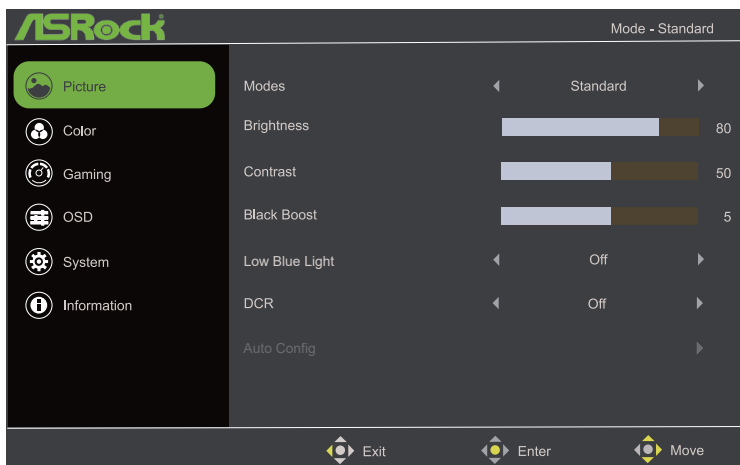 ASRock
Mode - Standard
Picture
Color
Gaming
OSD
System
Information
Modes Standard
Brightness 80
Contrast 50
Black Boost 5
Low Blue Light Off
DCR Off
Auto Config
Exit Enter Move